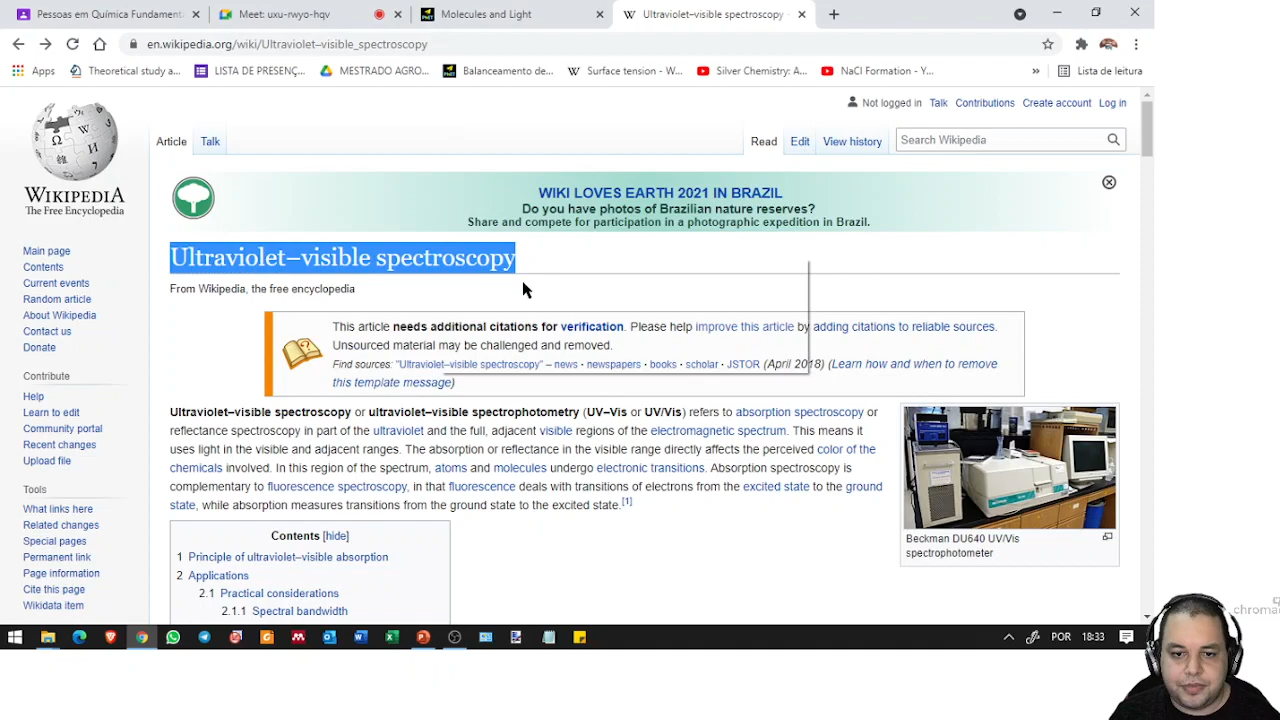 Pessoas em Química Fundament
Meet: uxu-rwyo-hqv
Molecules and Light
Ultraviolet–visible spectroscopy -
en.wikipedia.org/wiki/Ultraviolet–visible_spectroscopy
Apps
Theoretical study a...
LISTA DE PRESENÇ...
MESTRADO AGRO...
Balanceamento de...
Surface tension - W...
Silver Chemistry: A...
NaCl Formation - Y...
»
Lista de leitura
Not logged in Talk Contributions Create account Log in
Article Talk
Read Edit View history
Search Wikipedia
WIKIPEDIA
The Free Encyclopedia
WIKI LOVES EARTH 2021 IN BRAZIL
Do you have photos of Brazilian nature reserves?
Share and compete for participation in a photographic expedition in Brazil.
Main page
Contents
Current events
Random article
About Wikipedia
Contact us
Donate
Contribute
Help
Learn to edit
Community portal
Recent changes
Upload file
Tools
What links here
Related changes
Special pages
Permanent link
Page information
Cite this page
Wikidata item
Ultraviolet–visible spectroscopy
From Wikipedia, the free encyclopedia
This article needs additional citations for verification. Please help improve this article by adding citations to reliable sources.
Unsourced material may be challenged and removed.
Find sources: "Ultraviolet–visible spectroscopy" – news · newspapers · books · scholar · JSTOR (April 2018) (Learn how and when to remove
this template message)
Ultraviolet–visible spectroscopy or ultraviolet–visible spectrophotometry (UV–Vis or UV/Vis) refers to absorption spectroscopy or
reflectance spectroscopy in part of the ultraviolet and the full, adjacent visible regions of the electromagnetic spectrum. This means it
uses light in the visible and adjacent ranges. The absorption or reflectance in the visible range directly affects the perceived color of the
chemicals involved. In this region of the spectrum, atoms and molecules undergo electronic transitions. Absorption spectroscopy is
complementary to fluorescence spectroscopy, in that fluorescence deals with transitions of electrons from the excited state to the ground
state, while absorption measures transitions from the ground state to the excited state.[1]
Beckman DU640 UV/Vis
spectrophotometer
Contents [hide]
1 Principle of ultraviolet–visible absorption
2 Applications
2.1 Practical considerations
2.1.1 Spectral bandwidth
POR 18:33